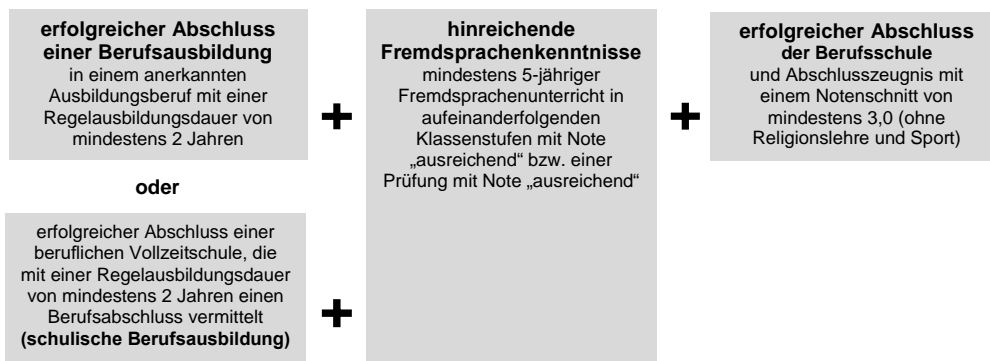 erfolgreicher Abschluss
einer Berufsausbildung
in einem anerkannten
Ausbildungsberuf mit einer
Regelausbildungsdauer von
mindestens 2 Jahren
+
hinreichende
Fremdsprachenkenntnisse
mindestens 5-jähriger
Fremdsprachenunterricht in
aufeinanderfolgenden
Klassenstufen mit Note
„ausreichend“ bzw. einer
Prüfung mit Note „ausreichend“
+
erfolgreicher Abschluss
der Berufsschule
und Abschlusszeugnis mit
einem Notenschnitt von
mindestens 3,0 (ohne
Religionslehre und Sport)
oder
erfolgreicher Abschluss einer
beruflichen Vollzeitschule, die
mit einer Regelausbildungsdauer
von mindestens 2 Jahren einen
Berufsabschluss vermittelt
(schulische Berufsausbildung)
+